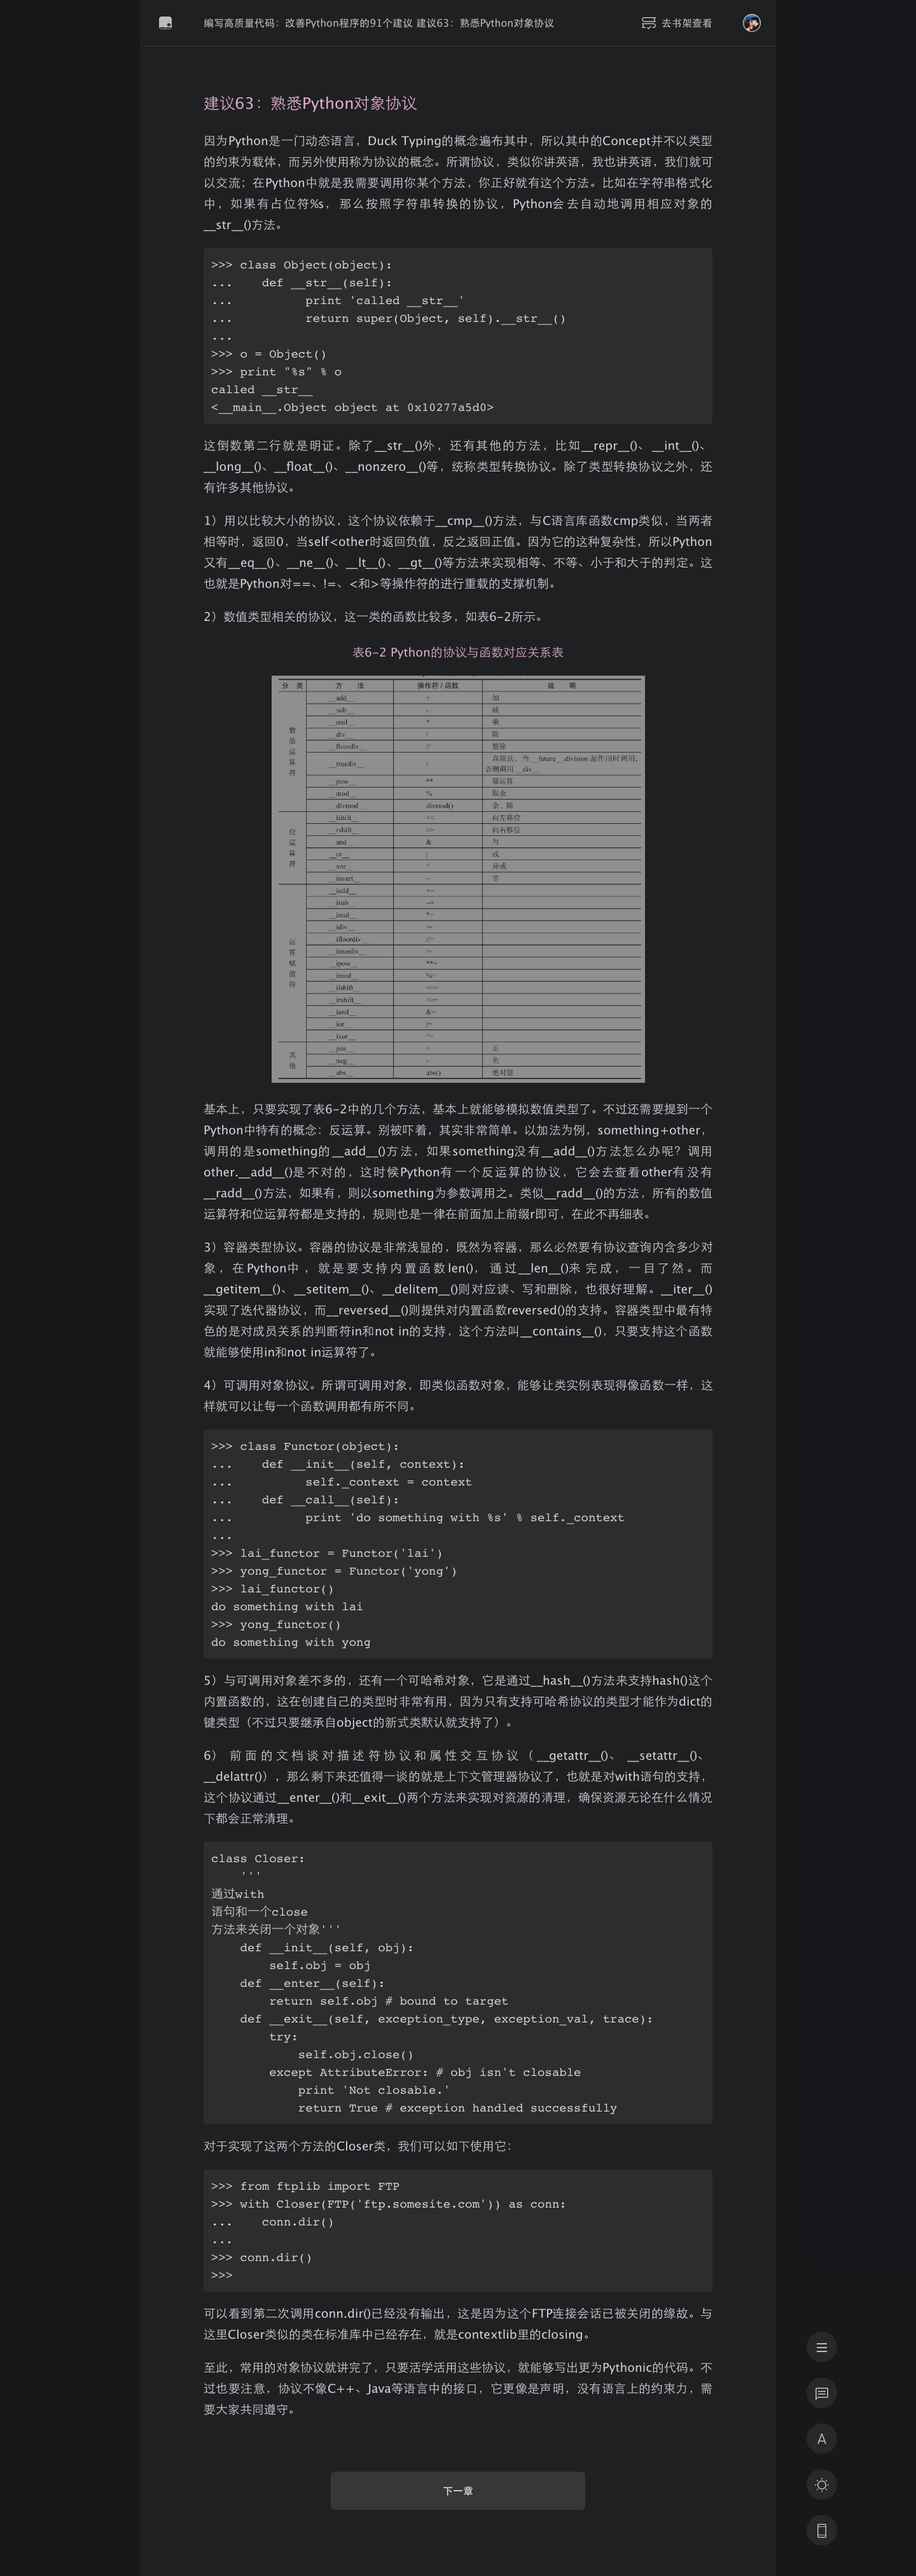 编写高质量代码：改善Python程序的91个建议 建议63：熟悉Python对象协议
去书架查看
建议63：熟悉Python对象协议
因为Python是一门动态语言，Duck Typing的概念遍布其中，所以其中的Concept并不以类型
的约束为载体，而另外使用称为协议的概念。所谓协议，类似你讲英语，我也讲英语，我们就可
以交流；在Python中就是我需要调用你某个方法，你正好就有这个方法。比如在字符串格式化
中，如果有占位符%s，那么按照字符串转换的协议，Python会去自动地调用相应对象的
__str__()方法。
>>> class Object(object):
...    def __str__(self):
...          print 'called __str__'
...          return super(Object, self).__str__()
...
>>> o = Object()
>>> print "%s" % o
called __str__
<__main__.Object object at 0x10277a5d0>
这倒数第二行就是明证。除了__str__()外，还有其他的方法，比如__repr__()、__int__()、
__long__()、__float__()、__nonzero__()等，统称类型转换协议。除了类型转换协议之外，还
有许多其他协议。
1）用以比较大小的协议，这个协议依赖于__cmp__()方法，与C语言库函数cmp类似，当两者
相等时，返回0，当self<other时返回负值，反之返回正值。因为它的这种复杂性，所以Python
又有__eq__()、__ne__()、__lt__()、__gt__()等方法来实现相等、不等、小于和大于的判定。这
也就是Python对==、!=、<和>等操作符的进行重载的支撑机制。
2）数值类型相关的协议，这一类的函数比较多，如表6-2所示。
表6-2 Python的协议与函数对应关系表
分 类 方 法 操作符 / 函数 说 明
数值运算符
__add__ + 加
__sub__ - 减
__mul__ * 乘
__div__ / 除
__floordiv__ // 整除
__truediv__ / 真除法，当 __future__.division 起作用时调用，
否则调用 __div__
__pow__ ** 幂运算
__mod__ % 取余
__divmod__ divmod() 余、除
位运算符
__lshift__ << 向左移位
__rshift__ >> 向右移位
__and__ & 与
__or__ | 或
__xor__ ^ 异或
__invert__ ~ 非
运算赋值符
__iadd__ +=
__isub__ -=
__imul__ *=
__idiv__ /=
__ifloordiv__ //=
__itruediv__ /=
__ipow__ **=
__imod__ %=
__ilshift__ <<=
__irshift__ >>=
__iand__ &=
__ior__ |=
__ixor__ ^=
其他
__pos__ + 正
__neg__ - 负
__abs__ abs() 绝对值
基本上，只要实现了表6-2中的几个方法，基本上就能够模拟数值类型了。不过还需要提到一个
Python中特有的概念：反运算。别被吓着，其实非常简单。以加法为例，something+other，
调用的是something的__add__()方法，如果something没有__add__()方法怎么办呢？调用
other.__add__()是不对的，这时候Python有一个反运算的协议，它会去查看other有没有
__radd__()方法，如果有，则以something为参数调用之。类似__radd__()的方法，所有的数值
运算符和位运算符都是支持的，规则也是一律在前面加上前缀r即可，在此不再细表。
3）容器类型协议。容器的协议是非常浅显的，既然为容器，那么必然要有协议查询内含多少对
象，在Python中，就是要支持内置函数len()，通过__len__()来完成，一目了然。而
__getitem__()、__setitem__()、__delitem__()则对应读、写和删除，也很好理解。__iter__()
实现了迭代器协议，而__reversed__()则提供对内置函数reversed()的支持。容器类型中最有特
色的是对成员关系的判断符in和not in的支持，这个方法叫__contains__()，只要支持这个函数
就能够使用in和not in运算符了。
4）可调用对象协议。所谓可调用对象，即类似函数对象，能够让类实例表现得像函数一样，这
样就可以让每一个函数调用都有所不同。
>>> class Functor(object):
...    def __init__(self, context):
...          self._context = context
...    def __call__(self):
...          print 'do something with %s' % self._context
...
>>> lai_functor = Functor('lai')
>>> yong_functor = Functor('yong')
>>> lai_functor()
do something with lai
>>> yong_functor()
do something with yong
5）与可调用对象差不多的，还有一个可哈希对象，它是通过__hash__()方法来支持hash()这个
内置函数的，这在创建自己的类型时非常有用，因为只有支持可哈希协议的类型才能作为dict的
键类型（不过只要继承自object的新式类默认就支持了）。
6）前面的文档谈对描述符协议和属性交互协议（__getattr__()、__setattr__()、
__delattr()），那么剩下来还值得一谈的就是上下文管理器协议了，也就是对with语句的支持，
这个协议通过__enter__()和__exit__()两个方法来实现对资源的清理，确保资源无论在什么情况
下都会正常清理。
class Closer:
    '''
通过with
语句和一个close
方法来关闭一个对象'''
    def __init__(self, obj):
        self.obj = obj
    def __enter__(self):
        return self.obj # bound to target
    def __exit__(self, exception_type, exception_val, trace):
        try:
            self.obj.close()
        except AttributeError: # obj isn't closable
            print 'Not closable.'
            return True # exception handled successfully
对于实现了这两个方法的Closer类，我们可以如下使用它：
>>> from ftplib import FTP
>>> with Closer(FTP('ftp.somesite.com')) as conn:
...    conn.dir()
...
>>> conn.dir()
>>>
可以看到第二次调用conn.dir()已经没有输出，这是因为这个FTP连接会话已被关闭的缘故。与
这里Closer类似的类在标准库中已经存在，就是contextlib里的closing。
至此，常用的对象协议就讲完了，只要活学活用这些协议，就能够写出更为Pythonic的代码。不
过也要注意，协议不像C++、Java等语言中的接口，它更像是声明，没有语言上的约束力，需
要大家共同遵守。
下一章